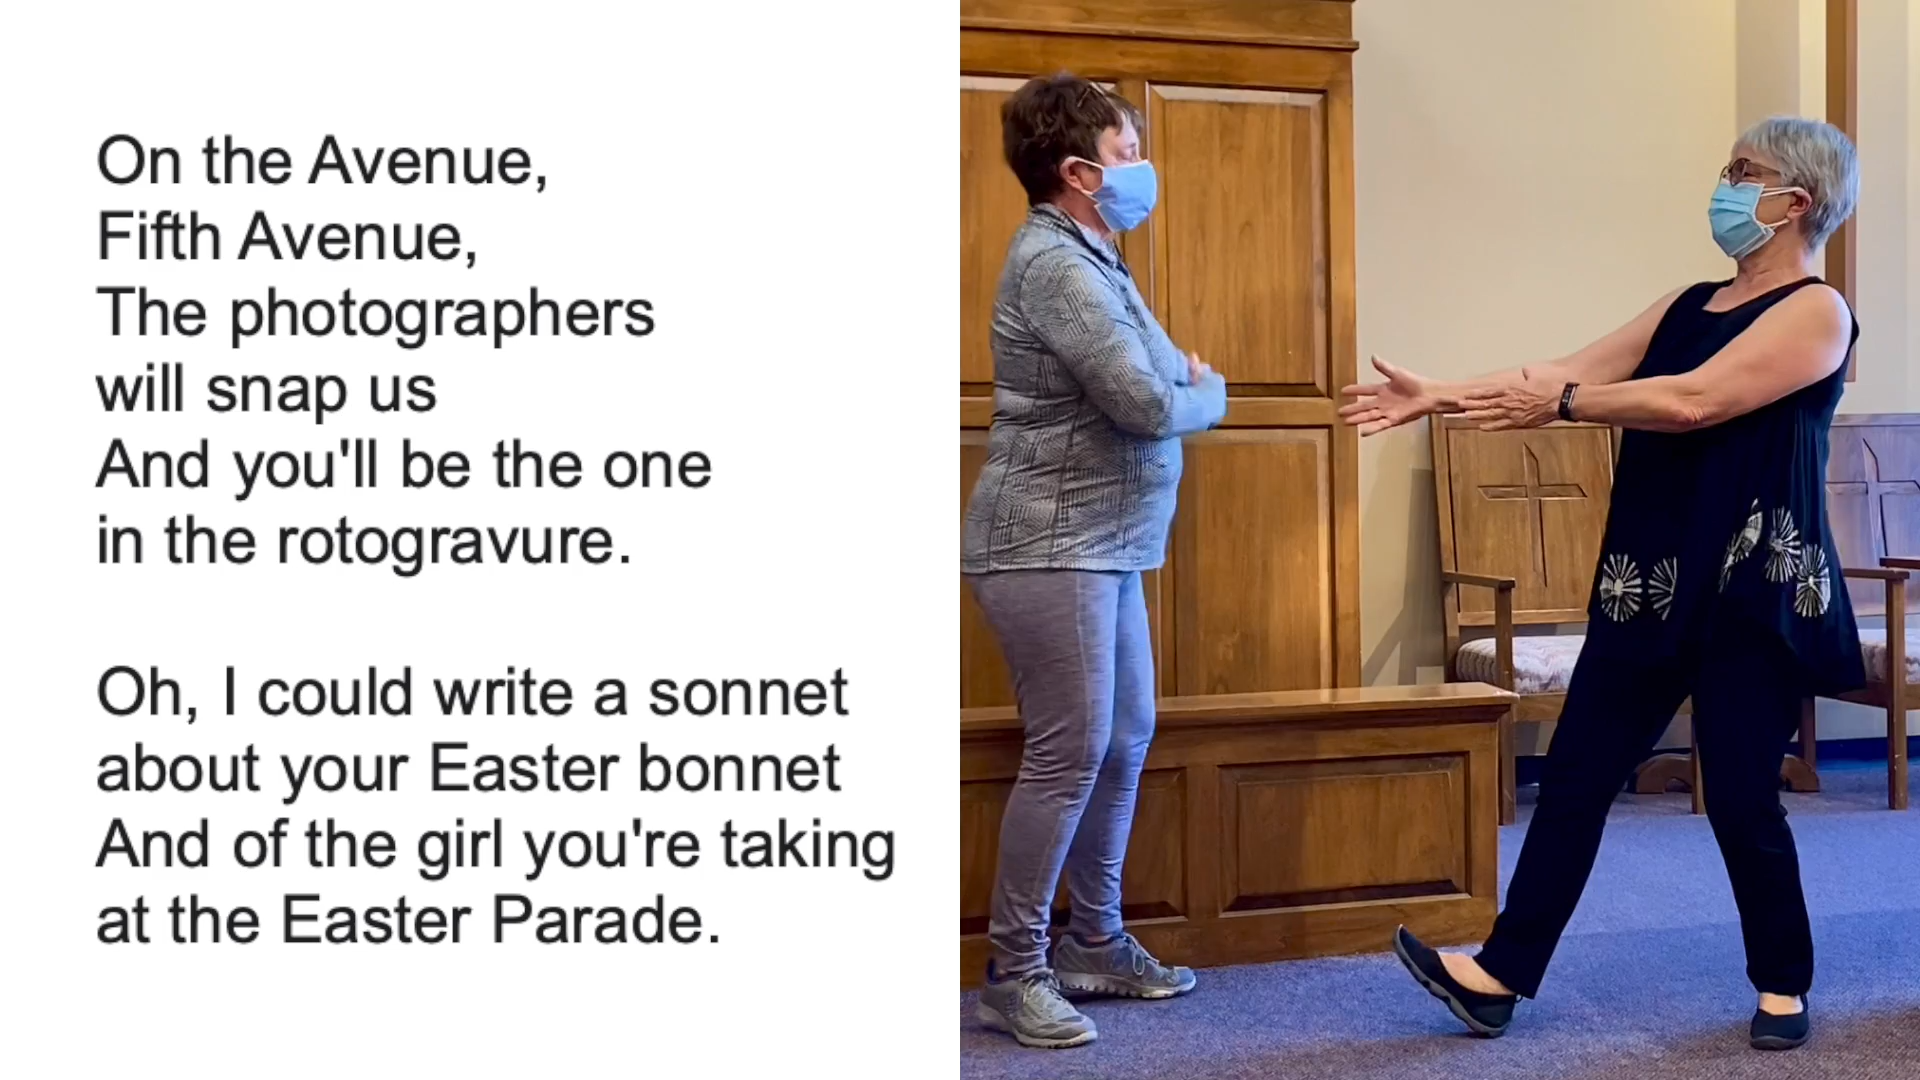 On the Avenue,
Fifth Avenue,
The photographers
will snap us
And you'll be the one
in the rotogravure.
Oh, I could write a sonnet
about your Easter bonnet
And of the girl you're taking
at the Easter Parade.